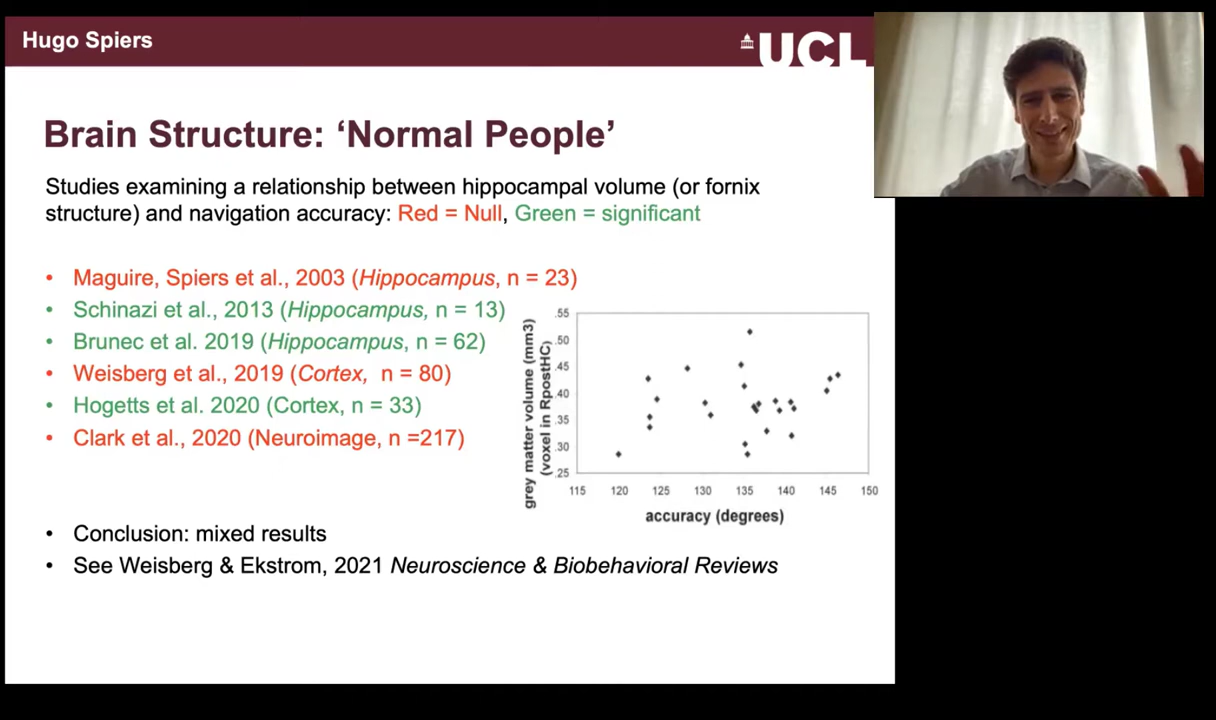 Hugo Spiers
UCL
Brain Structure: ‘Normal People’
Studies examining a relationship between hippocampal volume (or fornix
structure) and navigation accuracy: Red = Null, Green = significant
• Maguire, Spiers et al., 2003 (Hippocampus, n = 23)
• Schinazi et al., 2013 (Hippocampus, n = 13)
• Brunec et al. 2019 (Hippocampus, n = 62)
• Weisberg et al., 2019 (Cortex, n = 80)
• Hogetts et al. 2020 (Cortex, n = 33)
• Clark et al., 2020 (Neuroimage, n =217)
grey matter volume (mm3)
(voxel in RpostHC)
.55
.50
.45
.40
.35
.30
.25
115 120 125 130 135 140 145 150
accuracy (degrees)
• Conclusion: mixed results
• See Weisberg & Ekstrom, 2021 Neuroscience & Biobehavioral Reviews